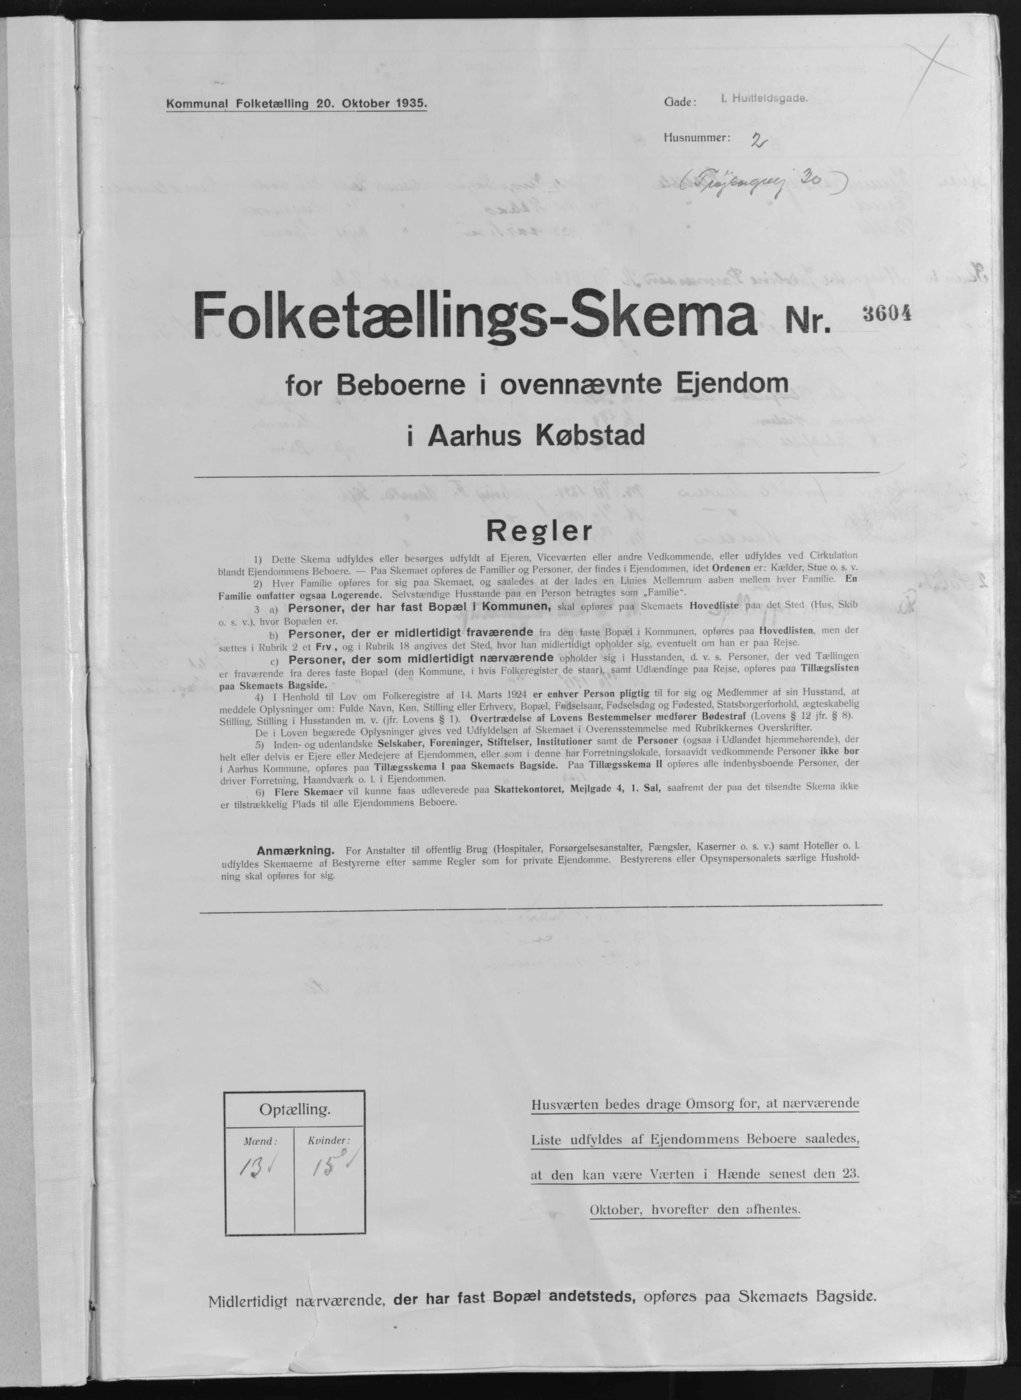 Kommunal Folketælling 20. Oktober 1935.
Gade: I. Huitfeldsgade.
Husnummer: 2
(Trøjborgvej 30)
Folketællings-Skema Nr. 3604
for Beboerne i ovennævnte Ejendom
i Aarhus Købstad
Regler
1) Dette Skema udfyldes eller besørges udfyldt af Ejeren, Viceværten eller andre Vedkommende, eller udfyldes ved Cirkulation
blandt Ejendommens Beboere. — Paa Skemaet opføres de Familier og Personer, der findes i Ejendommen, idet Ordenen er: Kælder, Stue o. s. v.
2) Hver Familie opføres for sig paa Skemaet, og saaledes at der lades en Linies Mellemrum aaben mellem hver Familie. En
Familie omfatter ogsaa Logerende. Selvstændige Husstande paa en Person betragtes som „Familie".
3 a) Personer, der har fast Bopæl i Kommunen, skal opføres paa Skemaets Hovedliste paa det Sted (Hus, Skib
o. s. v.), hvor Bopælen er.
b) Personer, der er midlertidigt fraværende fra den faste Bopæl i Kommunen, opføres paa Hovedlisten, men der
sættes i Rubrik 2 et Frv, og i Rubrik 18 angives det Sted, hvor han midlertidigt opholder sig, eventuelt om han er paa Rejse.
c) Personer, der som midlertidigt nærværende opholder sig i Husstanden, d. v. s. Personer, der ved Tællingen
er fraværende fra deres faste Bopæl (den Kommune, i hvis Folkeregister de staar), samt Udlændinge paa Rejse, opføres paa Tillægslisten
paa Skemaets Bagside.
4) I Henhold til Lov om Folkeregistre af 14. Marts 1924 er enhver Person pligtig til for sig og Medlemmer af sin Husstand, at
meddele Oplysninger om: Fulde Navn, Køn, Stilling eller Erhverv, Bopæl, Fødselsaar, Fødselsdag og Fødested, Statsborgerforhold, ægteskabelig
Stilling, Stilling i Husstanden m. v. (jfr. Lovens § 1). Overtrædelse af Lovens Bestemmelser medfører Bødestraf (Lovens § 12 jfr. § 8).
De i Loven begærede Oplysninger gives ved Udfyldelsen af Skemaet i Overensstemmelse med Rubrikkernes Overskrifter.
5) Inden- og udenlandske Selskaber, Foreninger, Stiftelser, Institutioner samt de Personer (ogsaa i Udlandet hjemmehørende), der
helt eller delvis er Ejere eller Medejere af Ejendommen, eller som i denne har Forretningslokale, forsaavidt vedkommende Personer ikke bor
i Aarhus Kommune, opføres paa Tillægsskema I paa Skemaets Bagside. Paa Tillægsskema II opføres alle indenbysboende Personer, der
driver Forretning, Haandværk o. l. i Ejendommen.
6) Flere Skemaer vil kunne faas udleverede paa Skattekontoret, Mejlgade 4, 1. Sal, saafremt der paa det tilsendte Skema ikke
er tilstrækkelig Plads til alle Ejendommens Beboere.
Anmærkning. For Anstalter til offentlig Brug (Hospitaler, Forsørgelsesanstalter, Fængsler, Kaserner o. s. v.) samt Hoteller o. l.
udfyldes Skemaerne af Bestyrerne efter samme Regler som for private Ejendomme. Bestyrerens eller Opsynspersonalets særlige Hushold-
ning skal opføres for sig.
Optælling.
Mænd: Kvinder:
13 15
Husværten bedes drage Omsorg for, at nærværende
Liste udfyldes af Ejendommens Beboere saaledes,
at den kan være Værten i Hænde senest den 23.
Oktober, hvorefter den afhentes.
Midlertidigt nærværende, der har fast Bopæl andetsteds, opføres paa Skemaets Bagside.